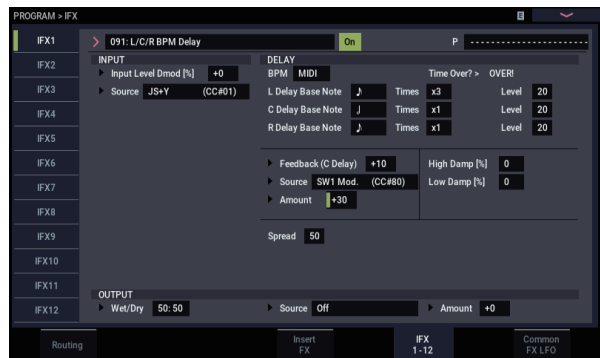 PROGRAM > IFX E
IFX1 091: L/C/R BPM Delay On P -----------------------
INPUT DELAY
IFX2 Input Level Dmod [%] +0 BPM MIDI Time Over? > OVER!
IFX3 Source JS+Y (CC#01) L Delay Base Note ♪ Times x3 Level 20
IFX4 C Delay Base Note ♩ Times x1 Level 20
IFX5 R Delay Base Note ♪ Times x1 Level 20
IFX6 Feedback (C Delay) +10 High Damp [%] 0
IFX7 Source SW1 Mod. (CC#80) Low Damp [%] 0
IFX8 Amount +30
IFX9 Spread 50
IFX10
IFX11
OUTPUT
IFX12 Wet/Dry 50: 50 Source Off Amount +0
Routing Insert FX IFX 1-12 Common FX LFO